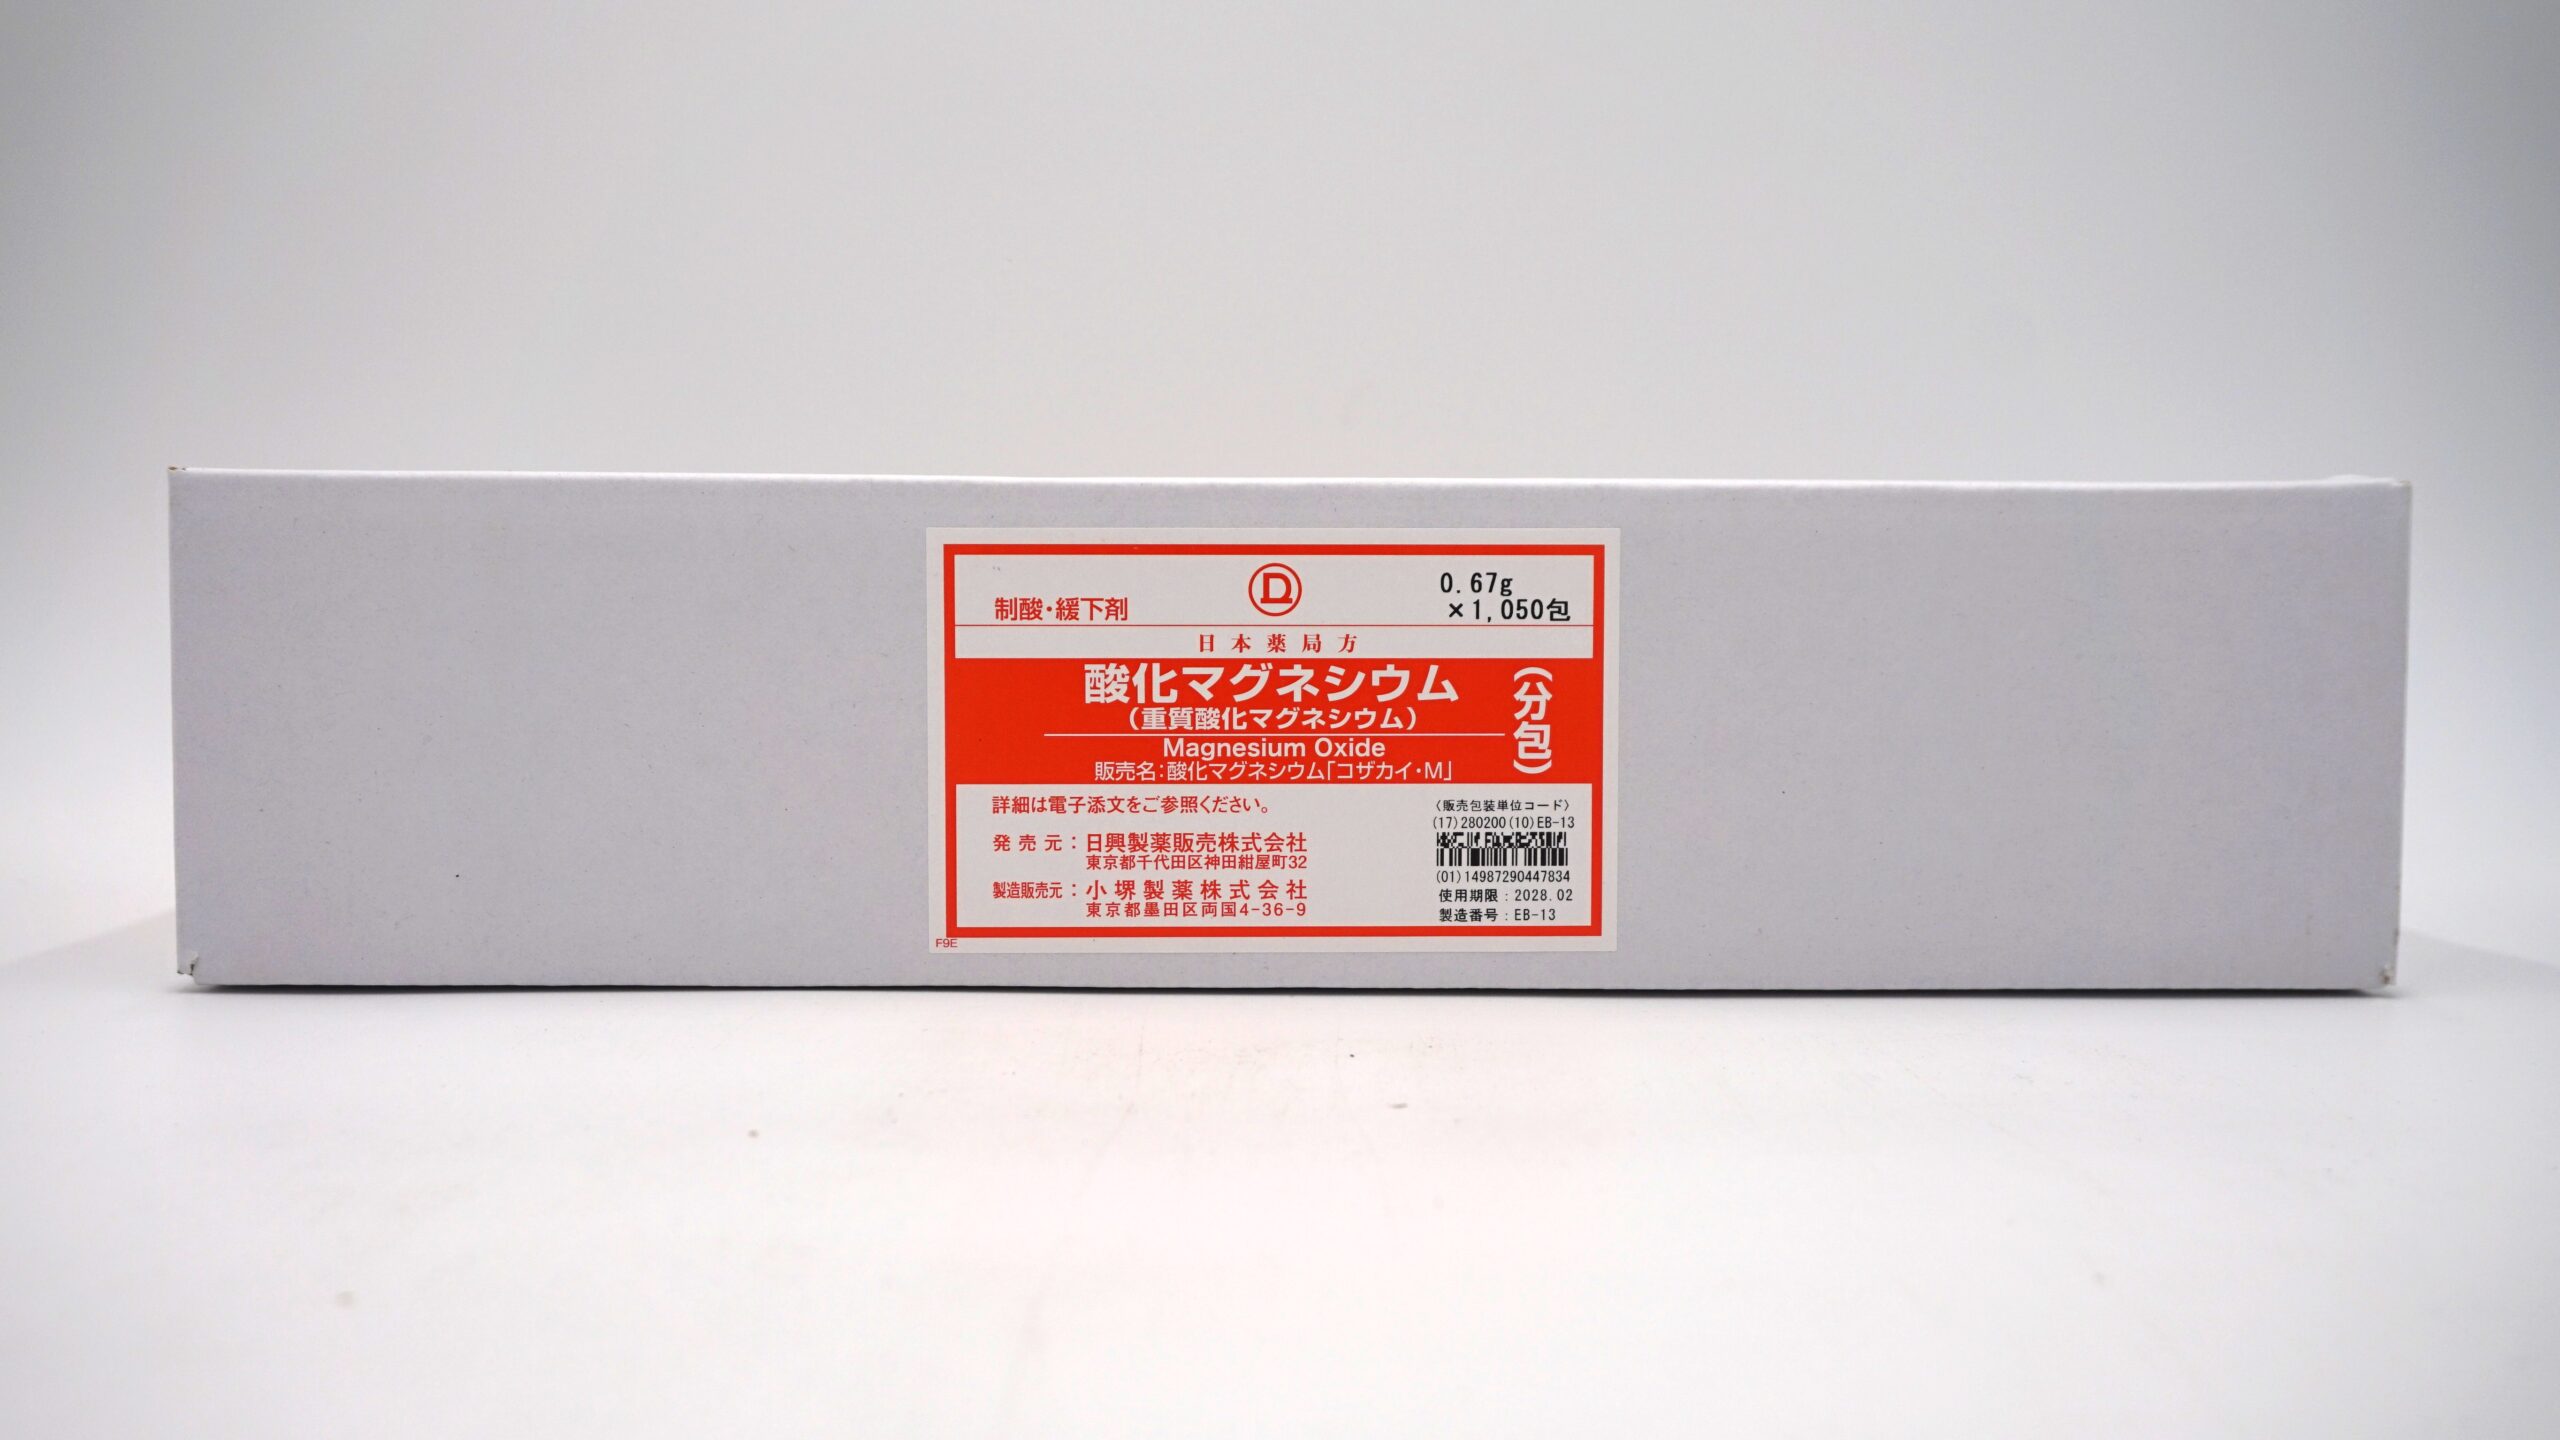 制酸・緩下剤
0.67g
×1,050包
日本薬局方
酸化マグネシウム
(重質酸化マグネシウム)
Magnesium Oxide
販売名:酸化マグネシウム「コザカイ・M」
(分包)
詳細は電子添文をご参照ください。
発売元:日興製薬販売株式会社
東京都千代田区神田紺屋町32
製造販売元:小堺製薬株式会社
東京都墨田区両国4-36-9
〈販売包装単位コード〉
(17)280200(10)EB-13
(01)14987290447834
使用期限:2028.02
製造番号:EB-13
F9E